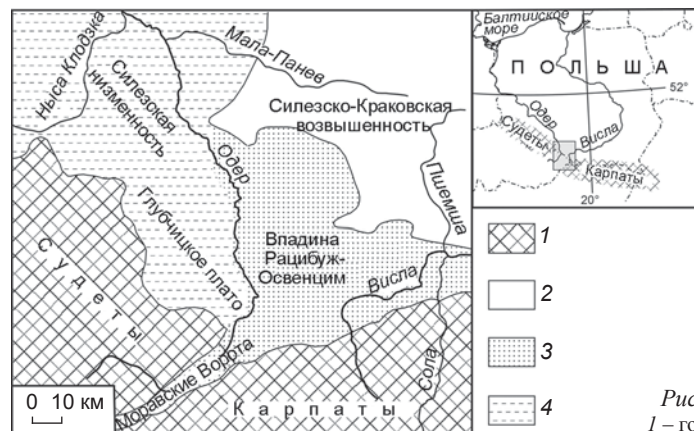 Ныса Клодзка
Мала-Панев
Силезская
низменность
Силезско-Краковская
возвышенность
Одер
Пшемша
Глубчицкое плато
Впадина
Рацибуж-
Освенцим
Висла
Судеты
Моравские Ворота
Сола
Карпаты
0 10 км
Балтийское
море
ПОЛЬША
52°
Одер
Висла
Судеты
Карпаты
20°
1
2
3
4
Рис
1 – го